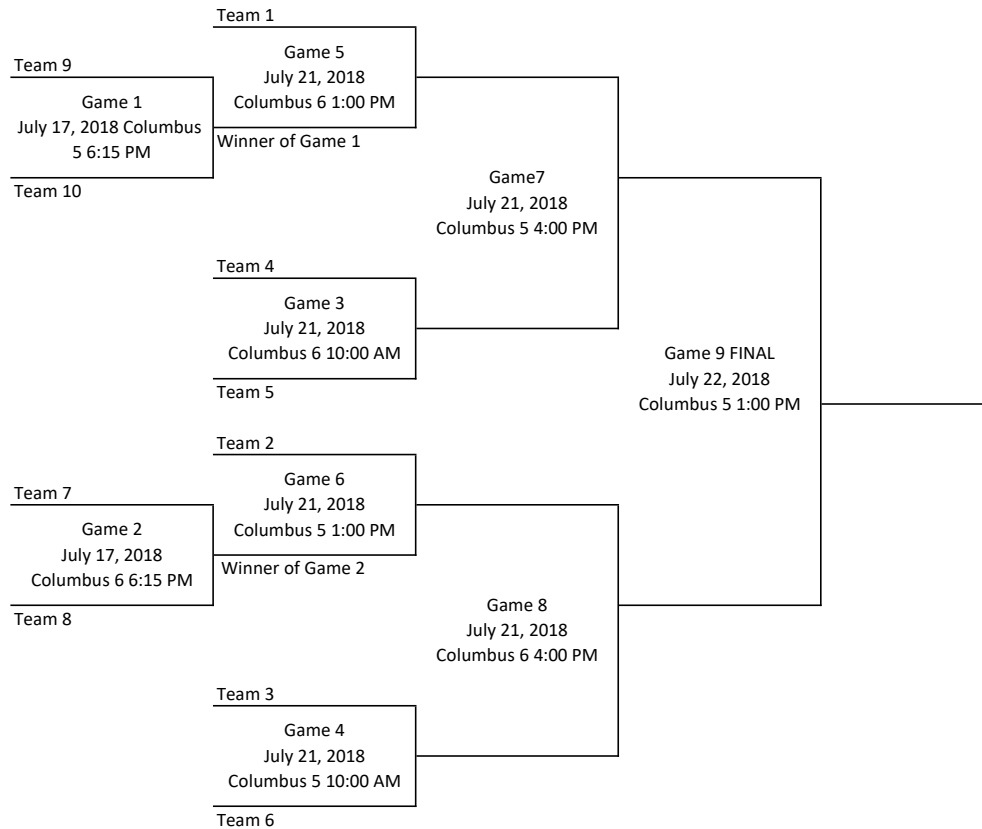 Team 1
Game 5
July 21, 2018
Columbus 6 1:00 PM
Team 9
Game 1
July 17, 2018 Columbus
5 6:15 PM
Winner of Game 1
Team 10
Game7
July 21, 2018
Columbus 5 4:00 PM
Team 4
Game 3
July 21, 2018
Columbus 6 10:00 AM
Team 5
Game 9 FINAL
July 22, 2018
Columbus 5 1:00 PM
Team 2
Game 6
July 21, 2018
Columbus 5 1:00 PM
Team 7
Game 2
July 17, 2018
Columbus 6 6:15 PM
Winner of Game 2
Team 8
Game 8
July 21, 2018
Columbus 6 4:00 PM
Team 3
Game 4
July 21, 2018
Columbus 5 10:00 AM
Team 6